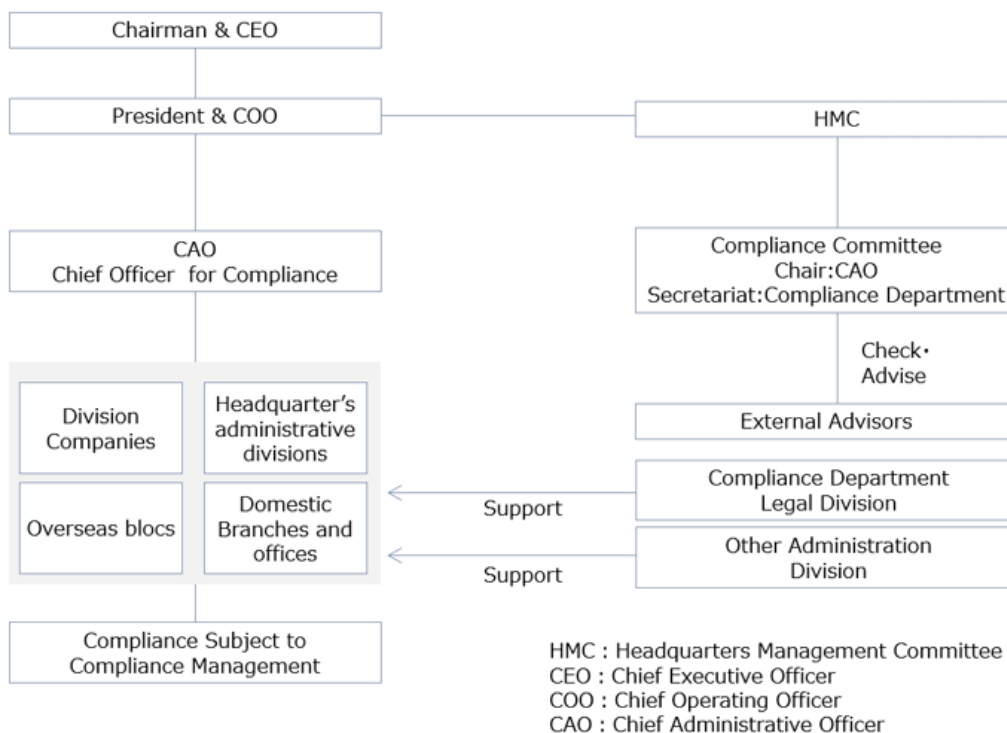 Chairman & CEO
President & COO
HMC
CAO
Chief Officer for Compliance
Compliance Committee
Chair:CAO
Secretariat:Compliance Department
Check・
Advise
External Advisors
Division
Companies
Headquarter’s
administrative
divisions
Overseas blocs
Domestic
Branches and
offices
Support
Compliance Department
Legal Division
Support
Other Administration
Division
Compliance Subject to
Compliance Management
HMC : Headquarters Management Committee
CEO : Chief Executive Officer
COO : Chief Operating Officer
CAO : Chief Administrative Officer